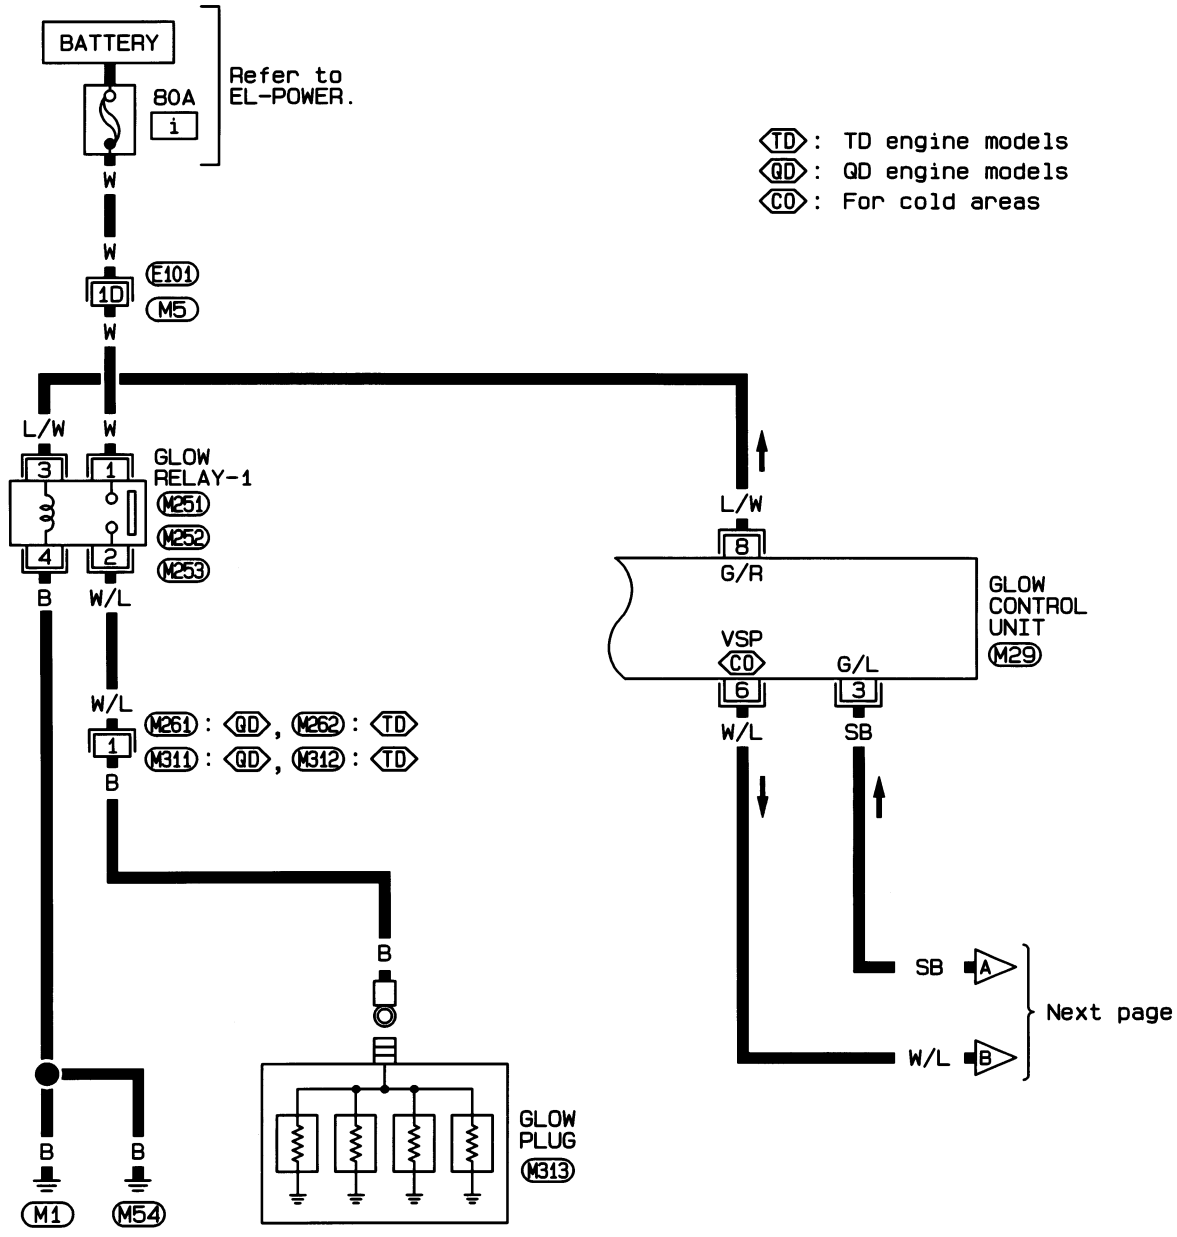 BATTERY
80A
i
Refer to
EL-POWER.
TD : TD engine models
QD : QD engine models
CO : For cold areas
W
W
1D
E101
M5
W
L/W
W
3
1
GLOW
RELAY-1
M251
M252
M253
4
2
B
W/L
L/W
8
G/R
GLOW
CONTROL
UNIT
M29
VSP
CO
G/L
6
3
W/L
SB
W/L
1
M261 : QD , M262 : TD
M311 : QD , M312 : TD
B
B
SB
A
W/L
B
Next page
GLOW
PLUG
M313
B
B
M1
M54